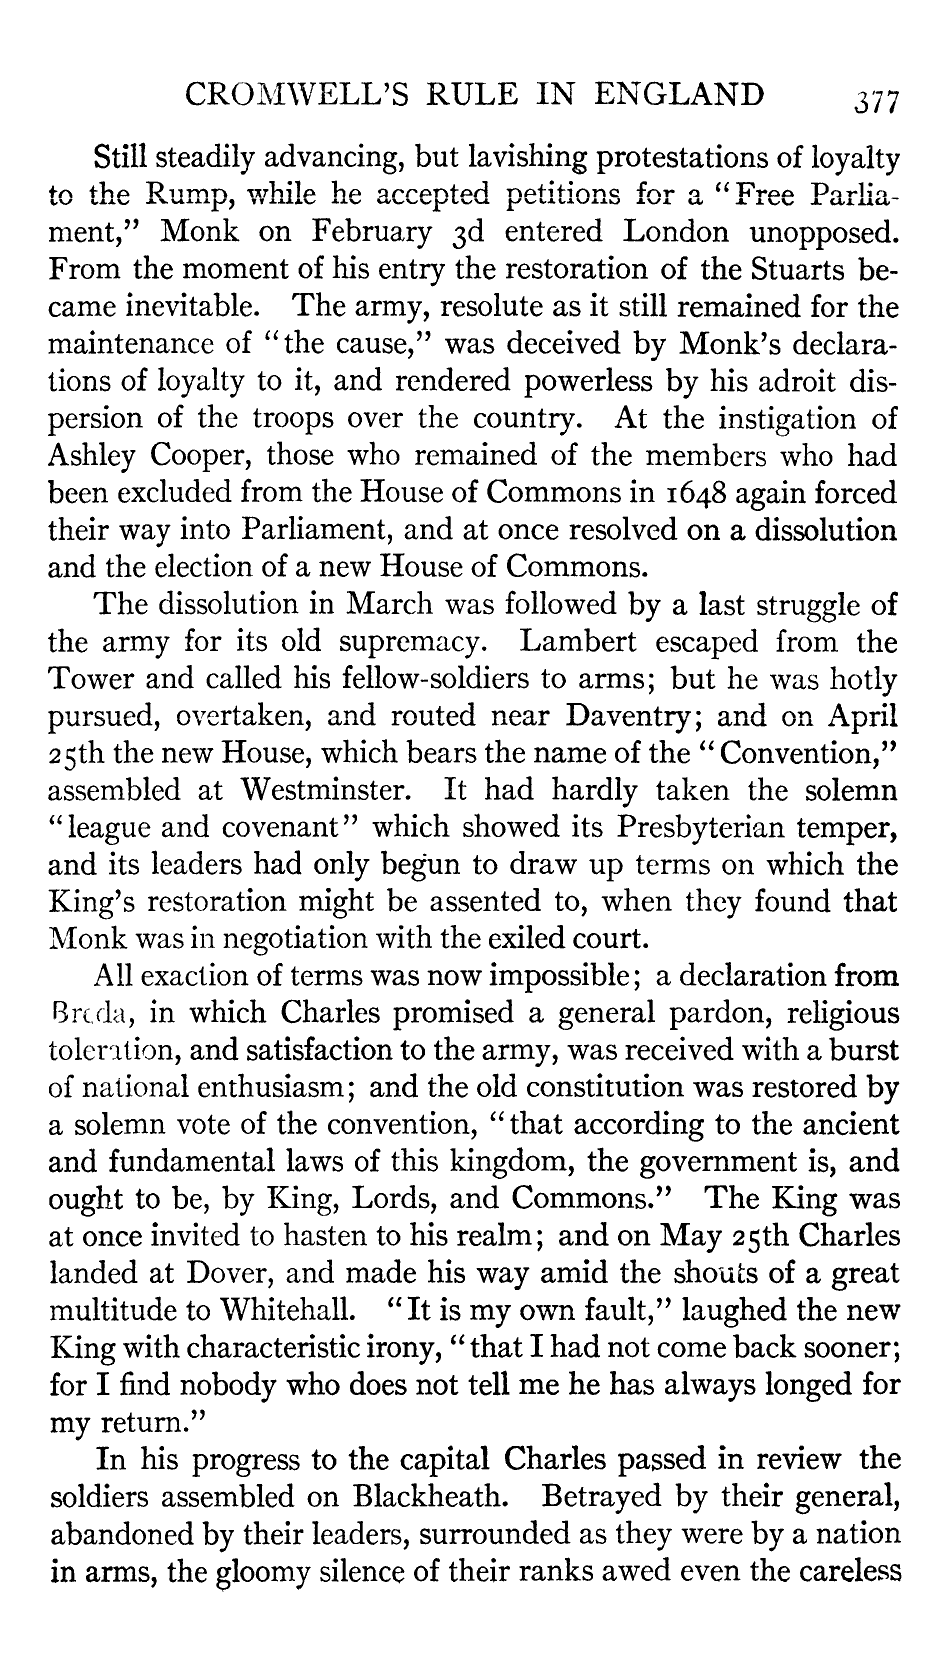 CROMWELL'S RULE IN ENGLAND 377
Still steadily advancing, but lavishing protestations of loyalty
to the Rump, while he accepted petitions for a "Free Parlia-
ment," Monk on February 3d entered London unopposed.
From the moment of his entry the restoration of the Stuarts be-
came inevitable. The army, resolute as it still remained for the
maintenance of "the cause," was deceived by Monk's declara-
tions of loyalty to it, and rendered powerless by his adroit dis-
persion of the troops over the country. At the instigation of
Ashley Cooper, those who remained of the members who had
been excluded from the House of Commons in 1648 again forced
their way into Parliament, and at once resolved on a dissolution
and the election of a new House of Commons.
The dissolution in March was followed by a last struggle of
the army for its old supremacy. Lambert escaped from the
Tower and called his fellow-soldiers to arms; but he was hotly
pursued, overtaken, and routed near Daventry; and on April
25th the new House, which bears the name of the "Convention,"
assembled at Westminster. It had hardly taken the solemn
"league and covenant" which showed its Presbyterian temper,
and its leaders had only begun to draw up terms on which the
King's restoration might be assented to, when they found that
Monk was in negotiation with the exiled court.
All exaction of terms was now impossible; a declaration from
Breda, in which Charles promised a general pardon, religious
toleration, and satisfaction to the army, was received with a burst
of national enthusiasm; and the old constitution was restored by
a solemn vote of the convention, "that according to the ancient
and fundamental laws of this kingdom, the government is, and
ought to be, by King, Lords, and Commons." The King was
at once invited to hasten to his realm; and on May 25th Charles
landed at Dover, and made his way amid the shouts of a great
multitude to Whitehall. "It is my own fault," laughed the new
King with characteristic irony, "that I had not come back sooner;
for I find nobody who does not tell me he has always longed for
my return."
In his progress to the capital Charles passed in review the
soldiers assembled on Blackheath. Betrayed by their general,
abandoned by their leaders, surrounded as they were by a nation
in arms, the gloomy silence of their ranks awed even the careless